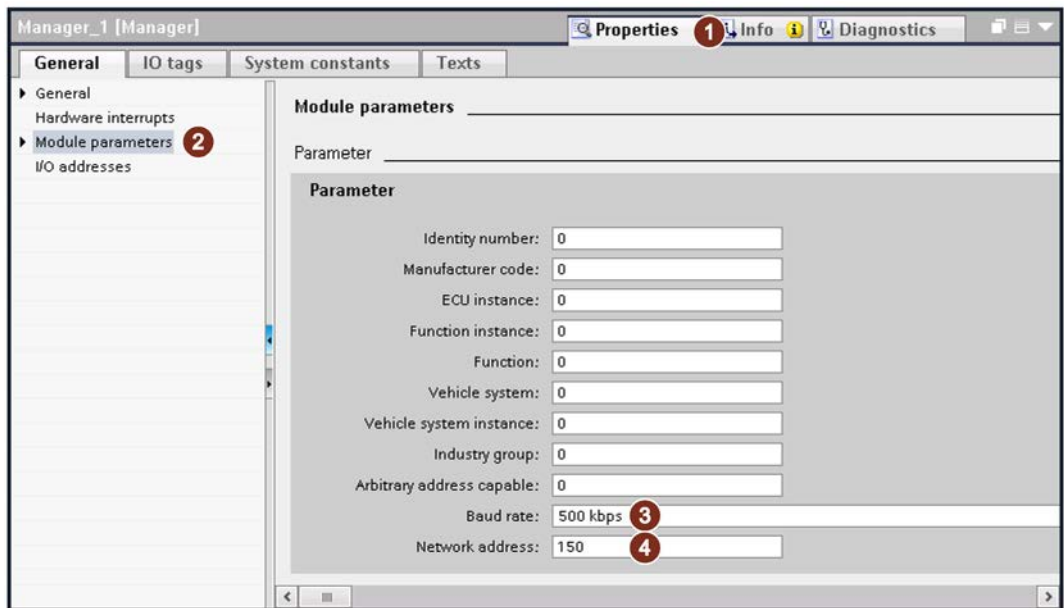 Manager_1 [Manager] Properties 1 Info Diagnostics
General IO tags System constants Texts
General
Hardware interrupts
Module parameters 2
I/O addresses
Module parameters
Parameter
Parameter
Identity number: 0
Manufacturer code: 0
ECU instance: 0
Function instance: 0
Function: 0
Vehicle system: 0
Vehicle system instance: 0
Industry group: 0
Arbitrary address capable: 0
Baud rate: 500 kbps 3
Network address: 150 4